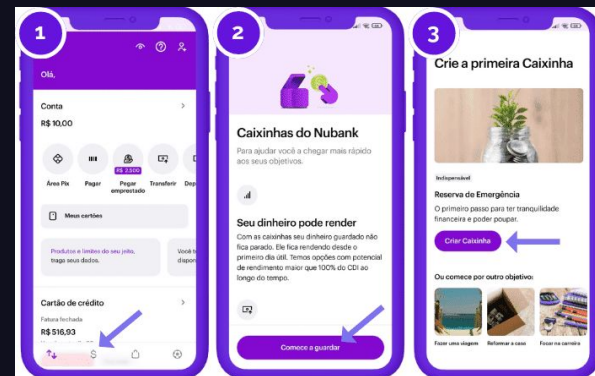 1
Olá,
Conta
R$ 10,00
R$ 2.500
Área Pix
Pagar
Pegar
emprestado
Transferir
Dep
Meus cartões
Produtos e limites do seu jeito,
traga seus dados.
Você t
dispon
Cartão de crédito
Fatura fechada
R$ 516,93
2
Caixinhas do Nubank
Para ajudar você a chegar mais rápido
aos seus objetivos.
Seu dinheiro pode render
Com as caixinhas seu dinheiro guardado não
fica parado. Ele fica rendendo desde o
primeiro dia útil. Temos opções com potencial
de rendimento maior que 100% do CDI ao
longo do tempo.
Comece a guardar
3
Crie a primeira Caixinha
Indispensável
Reserva de Emergência
O primeiro passo para ter tranquilidade
financeira e poder poupar.
Criar Caixinha
Ou comece por outro objetivo:
Fazer uma viagem
Reformar a casa
Focar na carreira